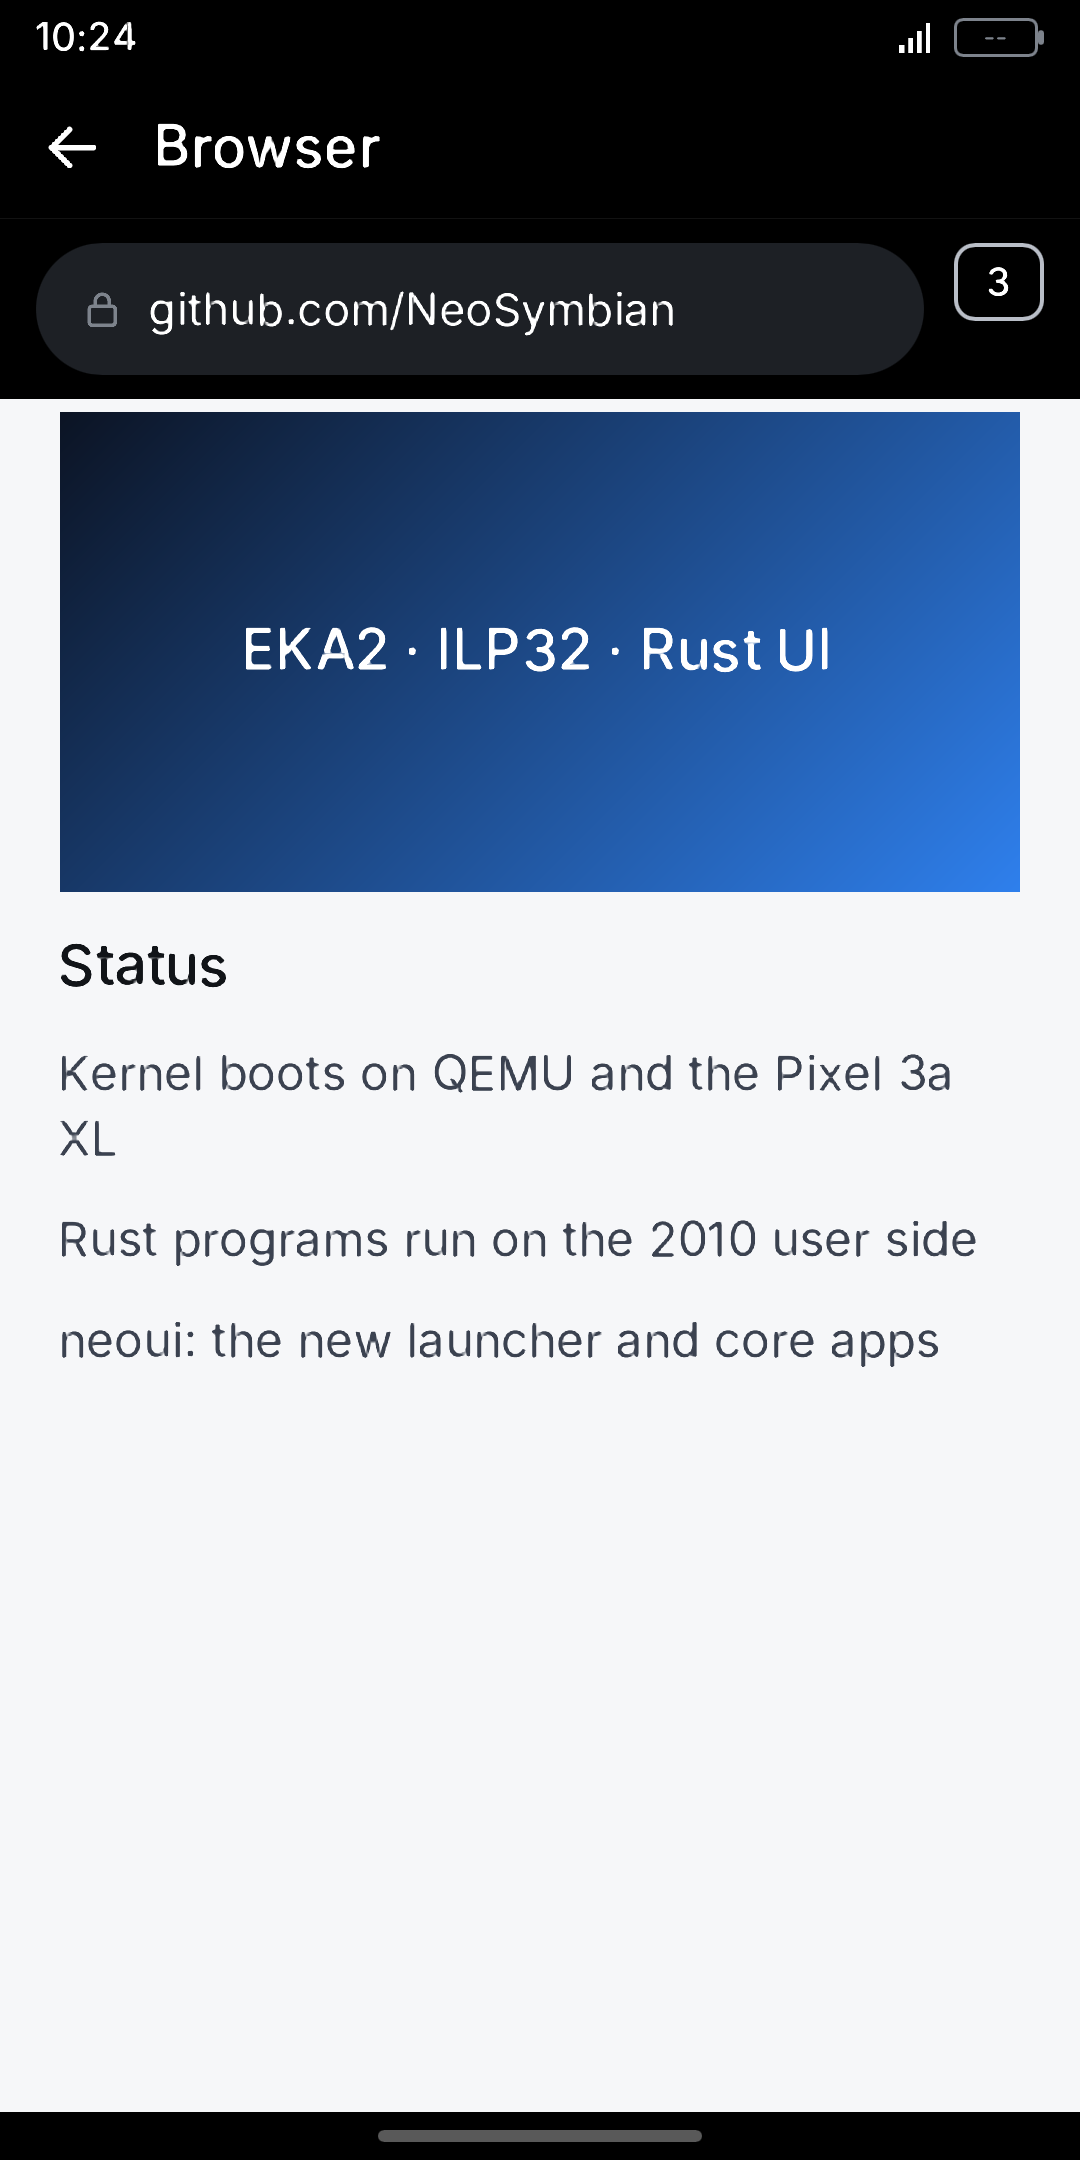 10:24
--
Browser
github.com/NeoSymbian
3
EKA2 · ILP32 · Rust UI
Status
Kernel boots on QEMU and the Pixel 3a
XL
Rust programs run on the 2010 user side
neoui: the new launcher and core apps